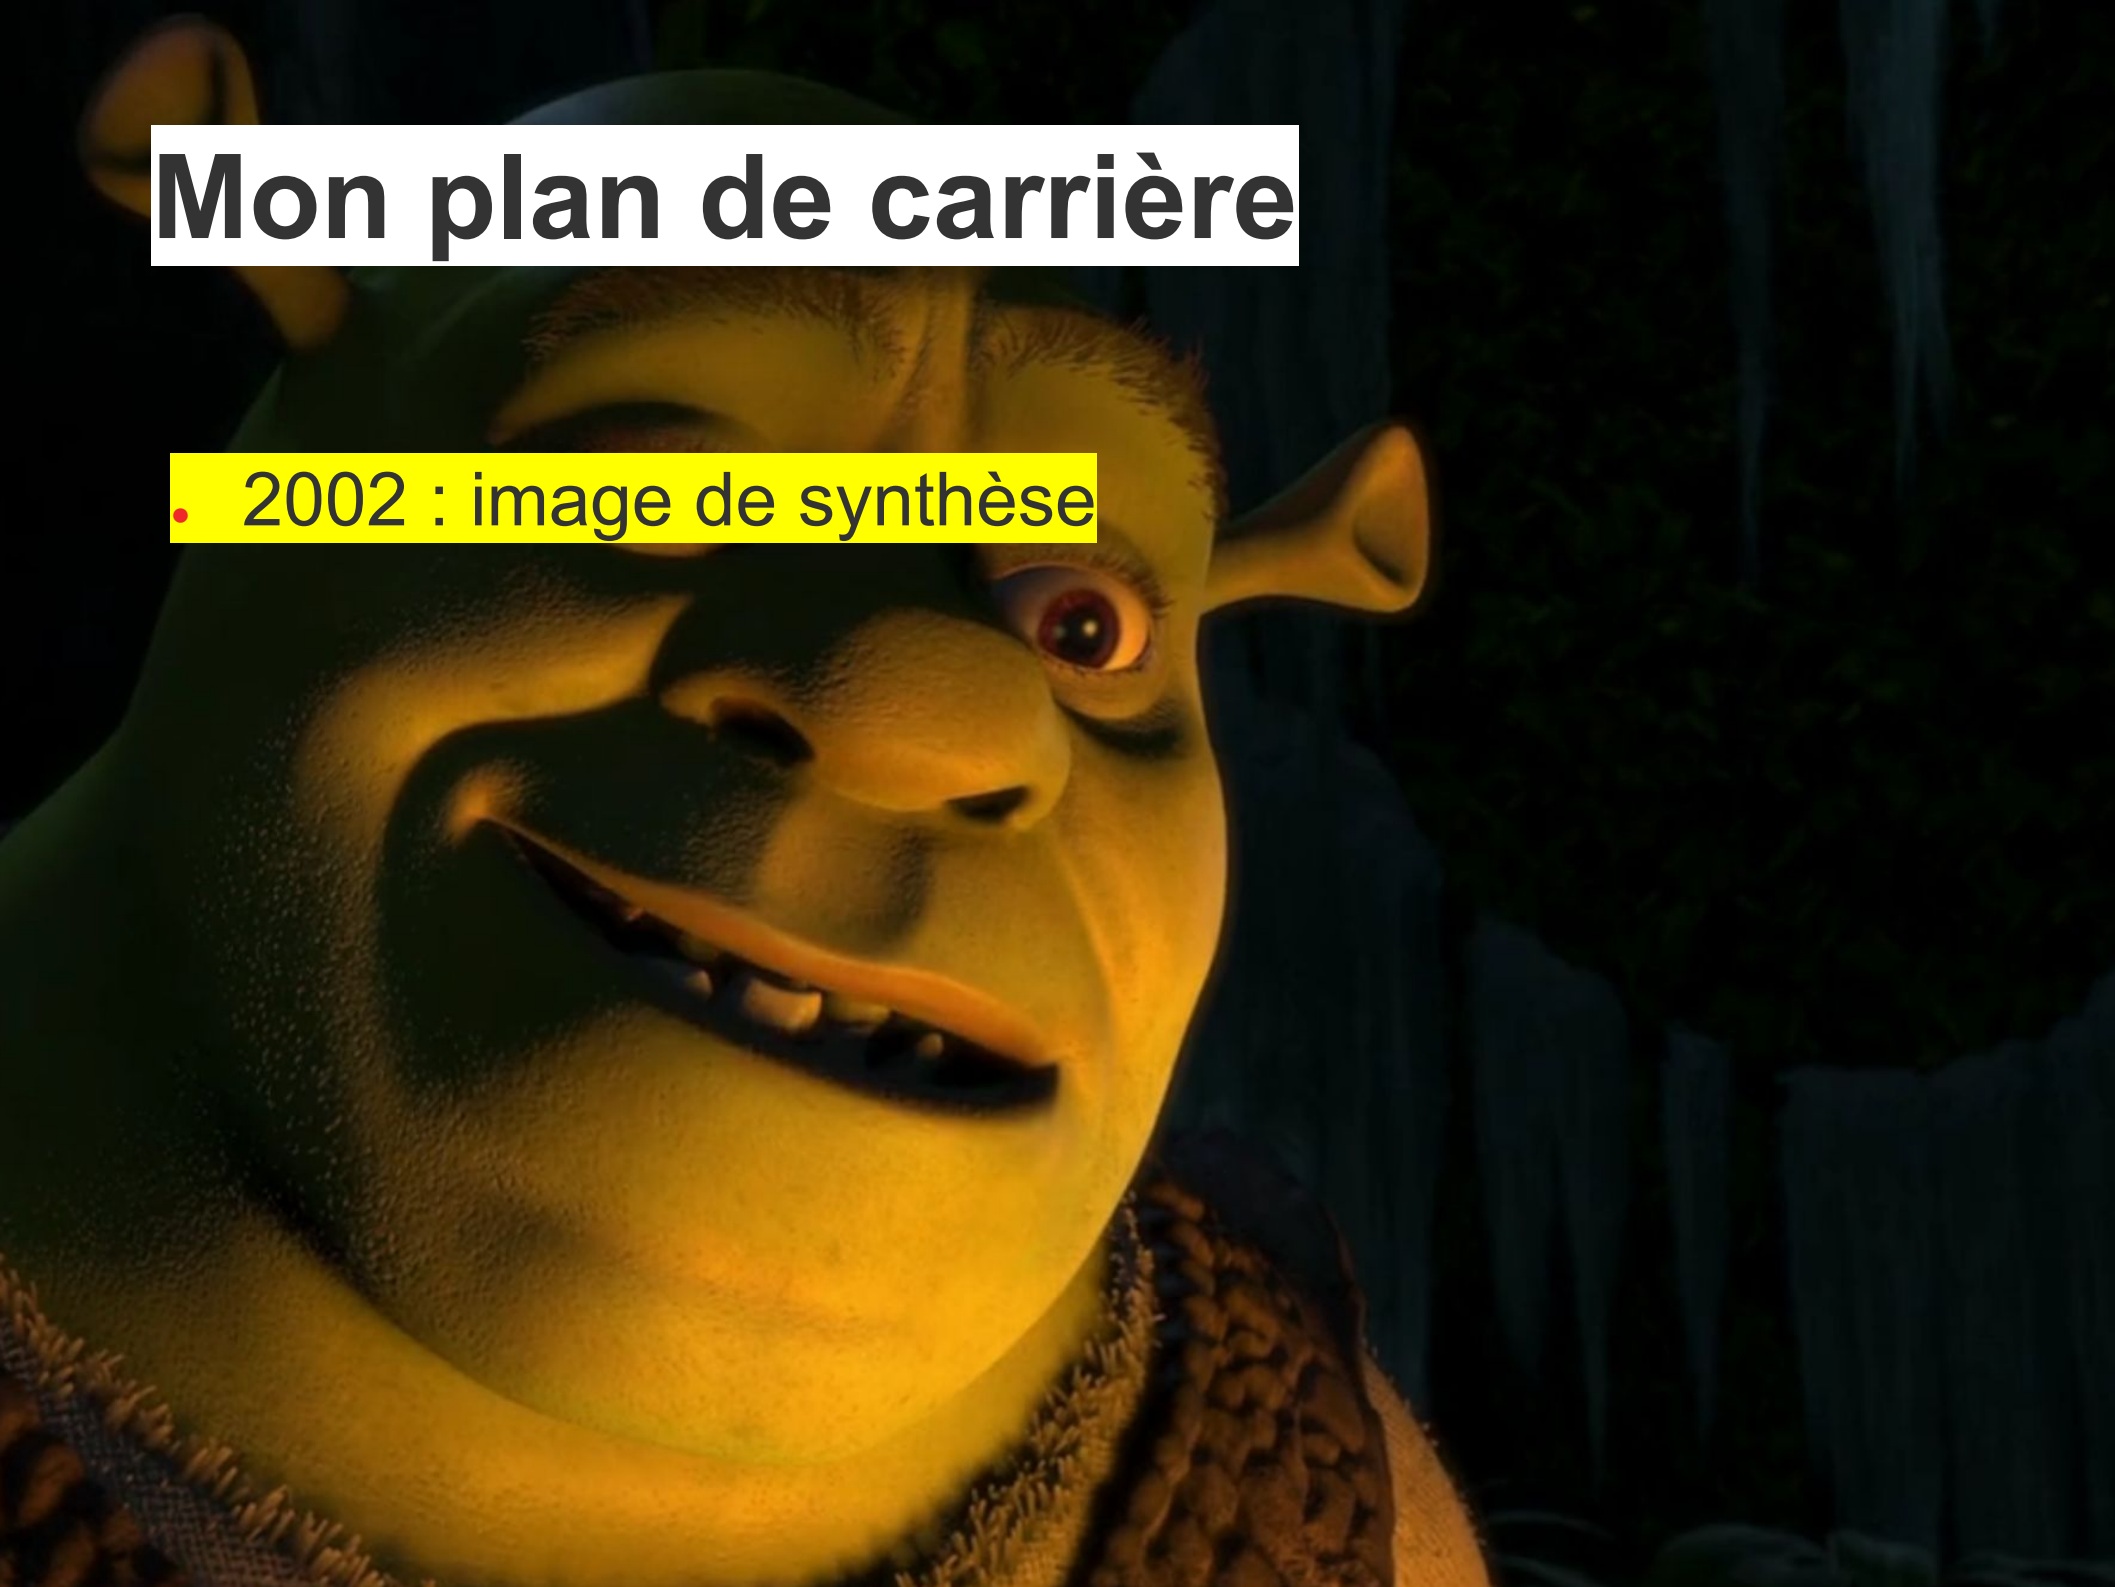 Mon plan de carrière
● 2002 : image de synthèse